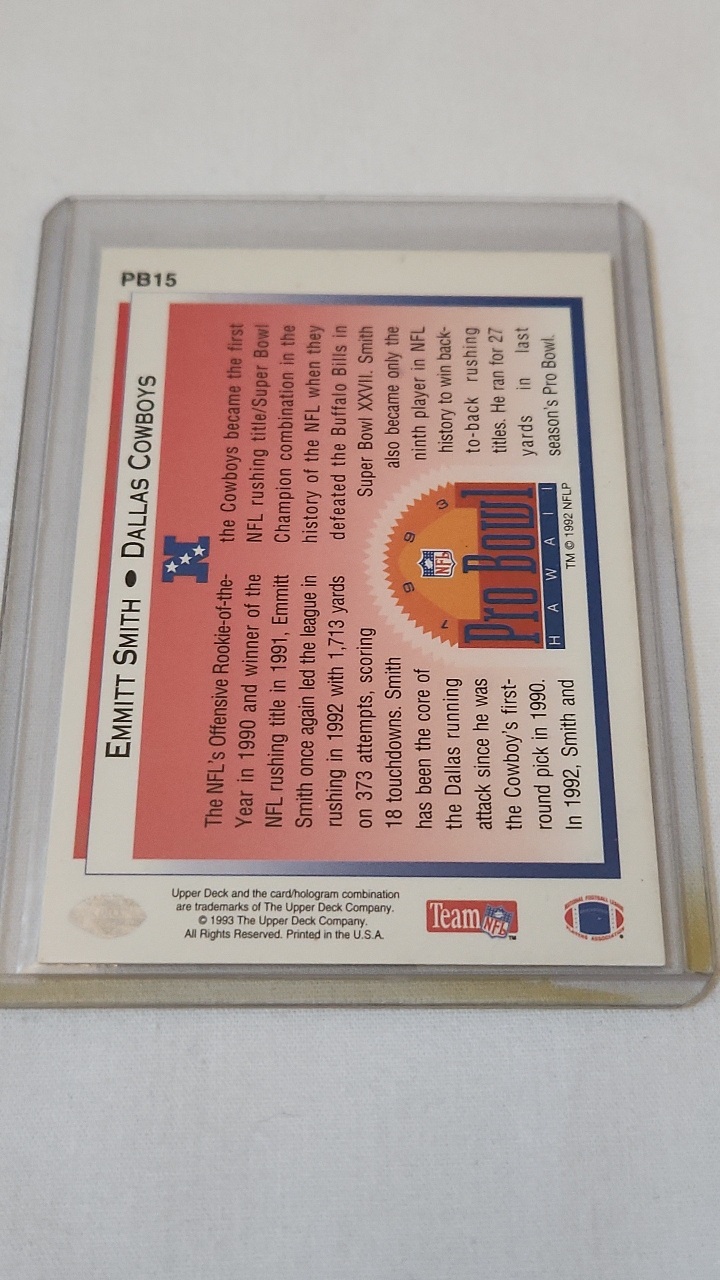 PB15
EMMITT SMITH ● DALLAS COWBOYS
N
The NFL's Offensive Rookie-of-the-
Year in 1990 and winner of the
NFL rushing title in 1991, Emmitt
Smith once again led the league in
rushing in 1992 with 1,713 yards
on 373 attempts, scoring
18 touchdowns. Smith
has been the core of
the Dallas running
attack since he was
the Cowboy's first-
round pick in 1990.
In 1992, Smith and
the Cowboys became the first
NFL rushing title/Super Bowl
Champion combination in the
history of the NFL when they
defeated the Buffalo Bills in
Super Bowl XXVII. Smith
also became only the
ninth player in NFL
history to win back-
to-back rushing
titles. He ran for 27
yards in last
season's Pro Bowl.
1993
NFL
Pro Bowl
HAWAII
TM © 1992 NFLP
Upper Deck and the card/hologram combination
are trademarks of The Upper Deck Company.
© 1993 The Upper Deck Company.
All Rights Reserved. Printed in the U.S.A.
Team NFL TM
NATIONAL FOOTBALL LEAGUE
PLAYERS ASSOCIATION